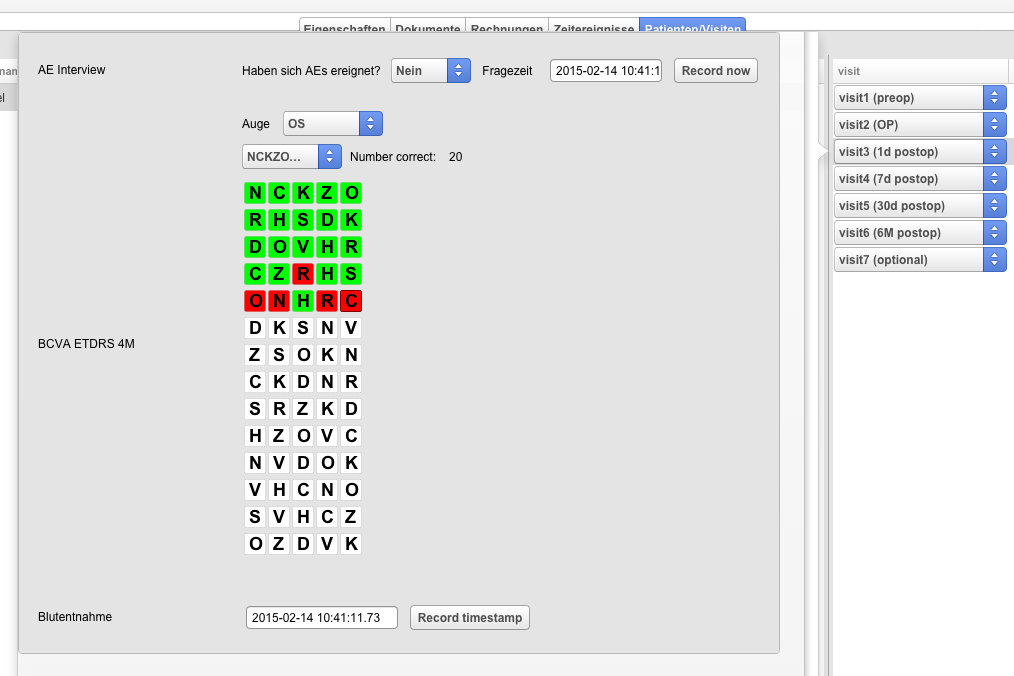 Eigenschaften Dokumente Rechnungen Zeitereignisse Patienten/Visiten
AE Interview Haben sich AEs ereignet? Nein Fragezeit 2015-02-14 10:41:1 Record now
Auge OS
NCKZO... Number correct: 20
N C K Z O
R H S D K
D O V H R
C Z R H S
O N H R C
D K S N V
Z S O K N
C K D N R
S R Z K D
H Z O V C
N V D O K
V H C N O
S V H C Z
O Z D V K
BCVA ETDRS 4M
Blutentnahme 2015-02-14 10:41:11.73 Record timestamp
visit
visit1 (preop)
visit2 (OP)
visit3 (1d postop)
visit4 (7d postop)
visit5 (30d postop)
visit6 (6M postop)
visit7 (optional)